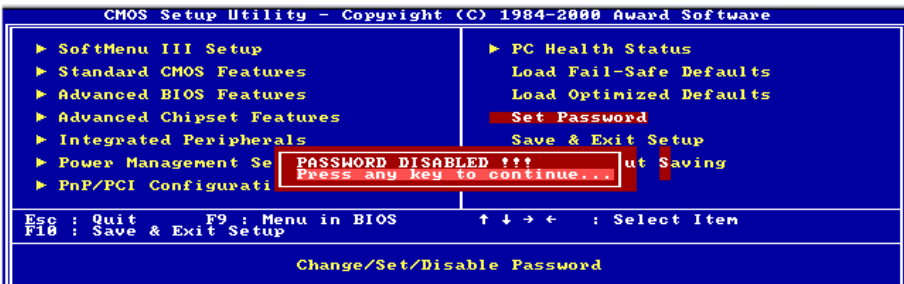 CMOS Setup Utility - Copyright (C) 1984-2000 Award Software
► SoftMenu III Setup
► Standard CMOS Features
► Advanced BIOS Features
► Advanced Chipset Features
► Integrated Peripherals
► Power Management Se
► PnP/PCI Configurati
► PC Health Status
Load Fail-Safe Defaults
Load Optimized Defaults
Set Password
Save & Exit Setup
ut Saving
PASSWORD DISABLED !!!
Press any key to continue...
Esc : Quit F9 : Menu in BIOS ↑ ↓ → ← : Select Item
F10 : Save & Exit Setup
Change/Set/Disable Password